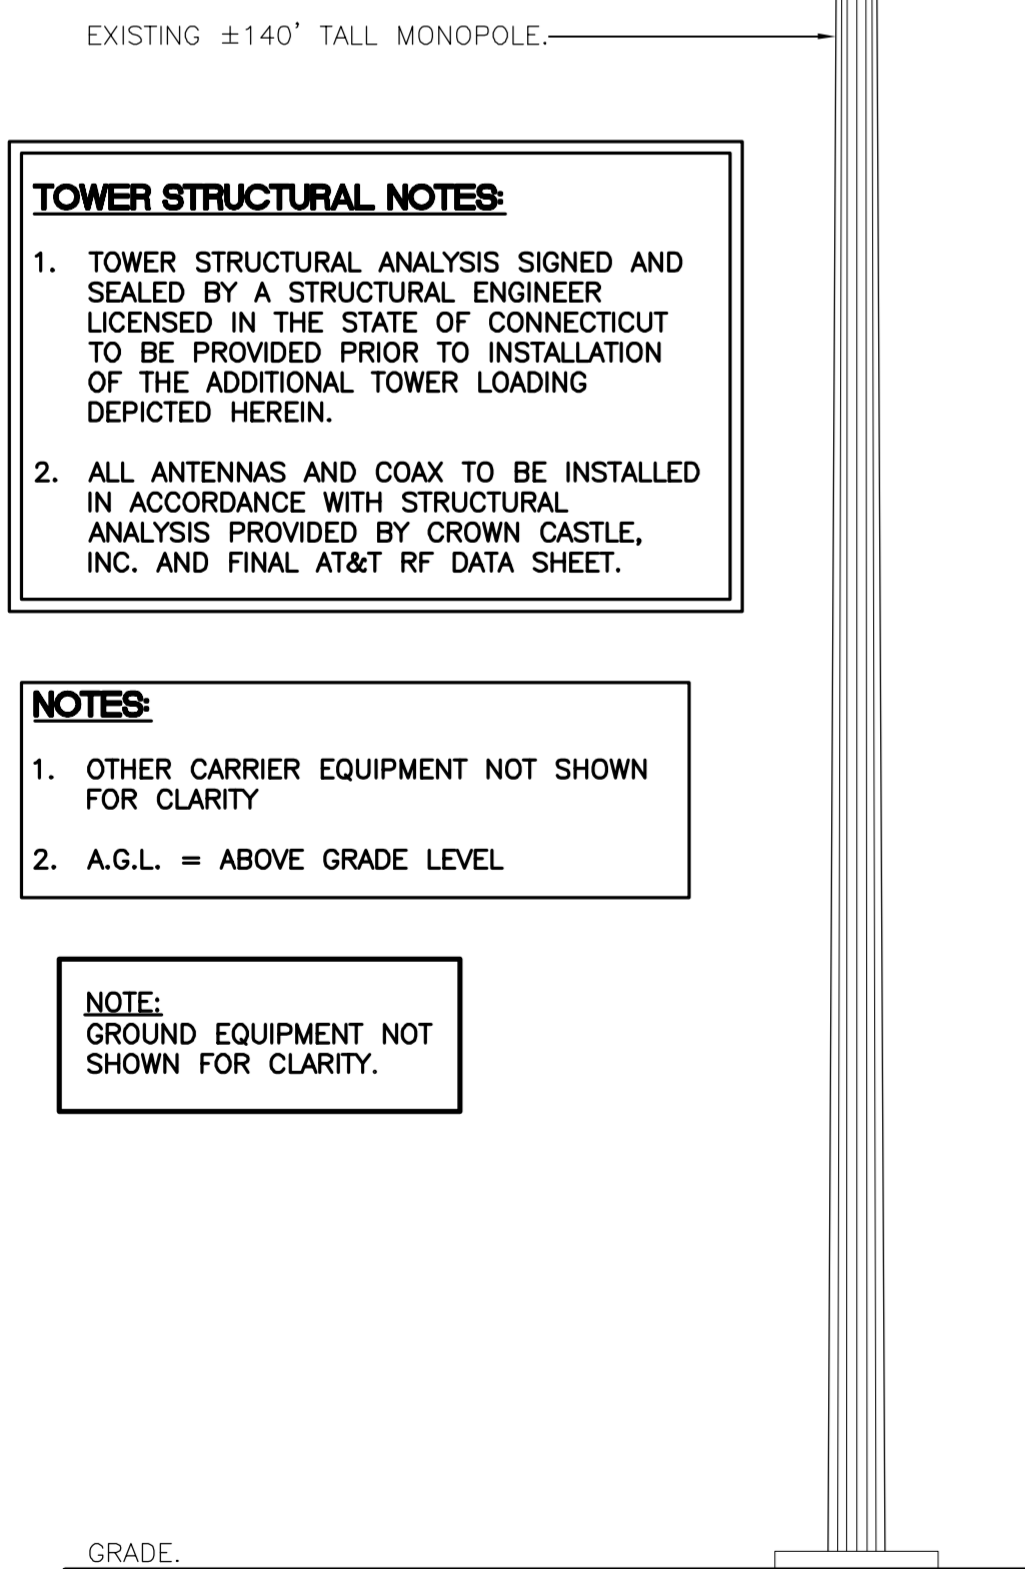 EXISTING ±140' TALL MONOPOLE.
TOWER STRUCTURAL NOTES:
1. TOWER STRUCTURAL ANALYSIS SIGNED AND
SEALED BY A STRUCTURAL ENGINEER
LICENSED IN THE STATE OF CONNECTICUT
TO BE PROVIDED PRIOR TO INSTALLATION
OF THE ADDITIONAL TOWER LOADING
DEPICTED HEREIN.
2. ALL ANTENNAS AND COAX TO BE INSTALLED
IN ACCORDANCE WITH STRUCTURAL
ANALYSIS PROVIDED BY CROWN CASTLE,
INC. AND FINAL AT&T RF DATA SHEET.
NOTES:
1. OTHER CARRIER EQUIPMENT NOT SHOWN
FOR CLARITY
2. A.G.L. = ABOVE GRADE LEVEL
NOTE:
GROUND EQUIPMENT NOT
SHOWN FOR CLARITY.
GRADE.